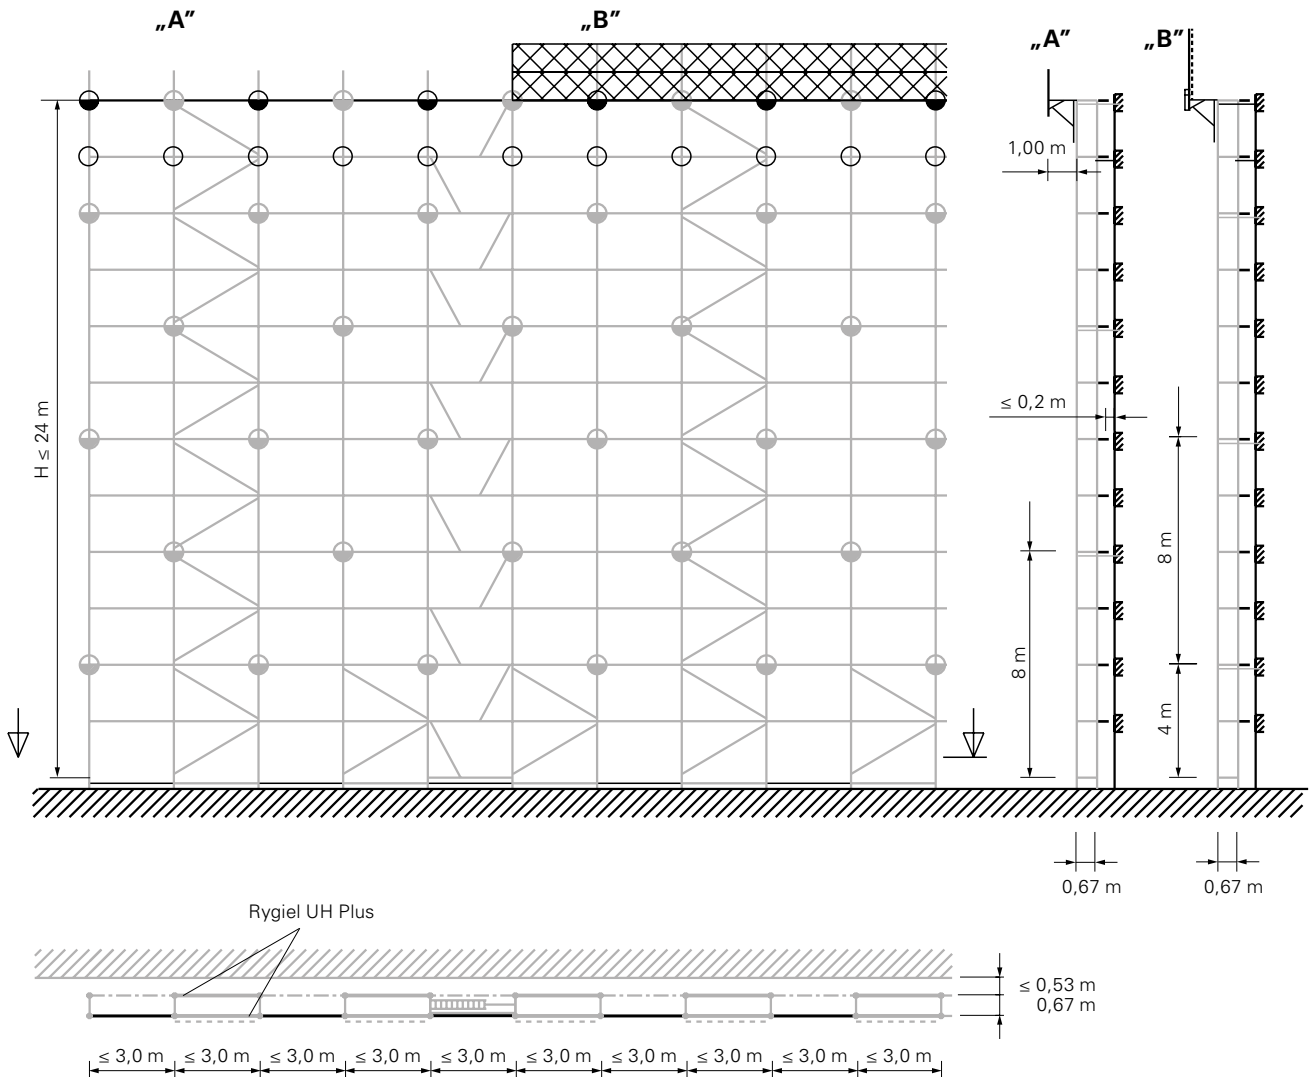 „A”
„B”
„A”
„B”
1,00 m
≤ 0,2 m
H ≤ 24 m
8 m
8 m
4 m
0,67 m
0,67 m
Rygiel UH Plus
≤ 0,53 m
0,67 m
≤ 3,0 m
≤ 3,0 m
≤ 3,0 m
≤ 3,0 m
≤ 3,0 m
≤ 3,0 m
≤ 3,0 m
≤ 3,0 m
≤ 3,0 m
≤ 3,0 m